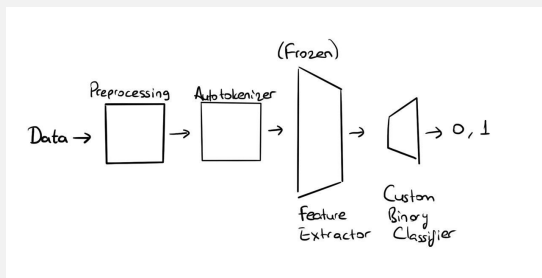 (Frozen)
Preprocessing
Autotokenizer
Data → → → → → 0, 1
Feature
Extractor
Custom
Binary
Classifier